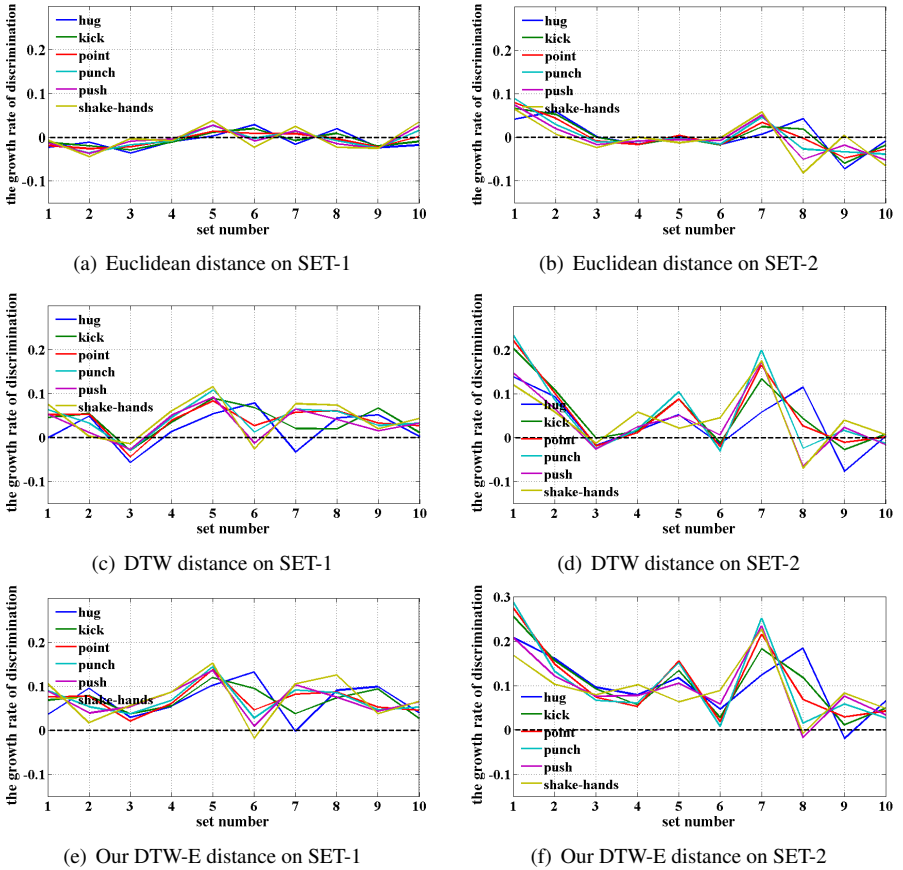 the growth rate of discrimination
0.2
0.1
0
-0.1
hug
kick
point
punch
push
shake-hands
1 2 3 4 5 6 7 8 9 10
set number
(a) Euclidean distance on SET-1
the growth rate of discrimination
0.2
0.1
0
-0.1
hug
kick
point
punch
push
shake-hands
1 2 3 4 5 6 7 8 9 10
set number
(b) Euclidean distance on SET-2
the growth rate of discrimination
0.2
0.1
0
-0.1
hug
kick
point
punch
push
shake-hands
1 2 3 4 5 6 7 8 9 10
set number
(c) DTW distance on SET-1
the growth rate of discrimination
0.2
0.1
0
-0.1
hug
kick
point
punch
push
shake-hands
1 2 3 4 5 6 7 8 9 10
set number
(d) DTW distance on SET-2
the growth rate of discrimination
0.2
0.1
0
-0.1
hug
kick
point
punch
push
shake-hands
1 2 3 4 5 6 7 8 9 10
set number
(e) Our DTW-E distance on SET-1
the growth rate of discrimination
0.3
0.2
0.1
0
-0.1
hug
kick
point
punch
push
shake-hands
1 2 3 4 5 6 7 8 9 10
set number
(f) Our DTW-E distance on SET-2